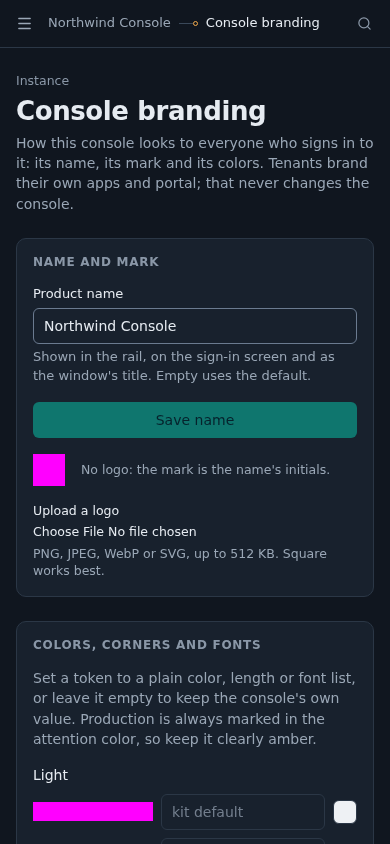 Northwind Console
Console branding
Instance
Console branding
How this console looks to everyone who signs in to
it: its name, its mark and its colors. Tenants brand
their own apps and portal; that never changes the
console.
NAME AND MARK
Product name
Northwind Console
Shown in the rail, on the sign-in screen and as
the window's title. Empty uses the default.
Save name
No logo: the mark is the name's initials.
Upload a logo
Choose File No file chosen
PNG, JPEG, WebP or SVG, up to 512 KB. Square
works best.
COLORS, CORNERS AND FONTS
Set a token to a plain color, length or font list,
or leave it empty to keep the console's own
value. Production is always marked in the
attention color, so keep it clearly amber.
Light
kit default